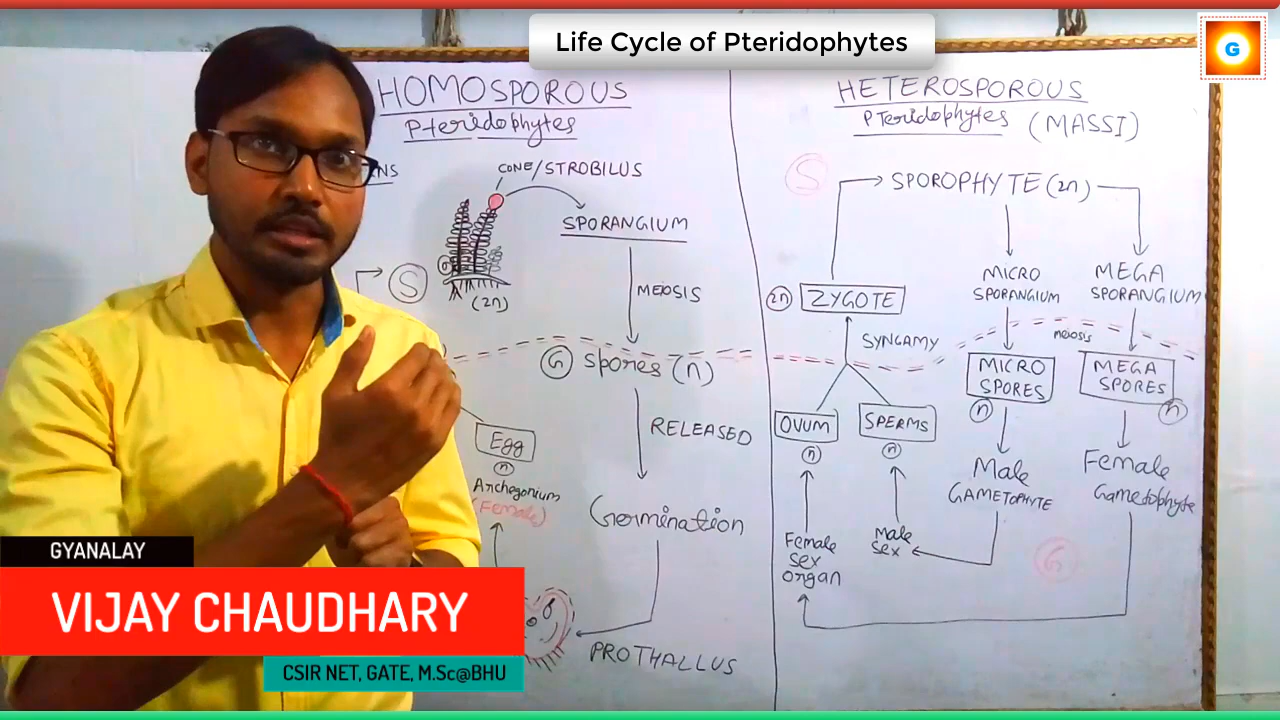 Life Cycle of Pteridophytes
G
HOMOSPOROUS
Pteridophytes
CONE/STROBILUS
SPORANGIUM
S
(2n)
MEIOSIS
G spores (n)
RELEASED
Egg
n
Archegonium
(Female)
Germination
PROTHALLUS
HETEROSPOROUS
PTeridophytes (MASSI)
S
SPOROPHYTE (2n)
MICRO
SPORANGIUM
MEGA
SPORANGIUM
2n ZYGOTE
SYNGAMY
meiosis
MICRO
SPORES
n
MEGA
SPORES
n
OVUM
n
SPERMS
n
Male
GAMETOPHYTE
Female
Gametophyte
Female
sex
organ
Male
sex
G
GYANALAY
VIJAY CHAUDHARY
CSIR NET, GATE, M.Sc@BHU